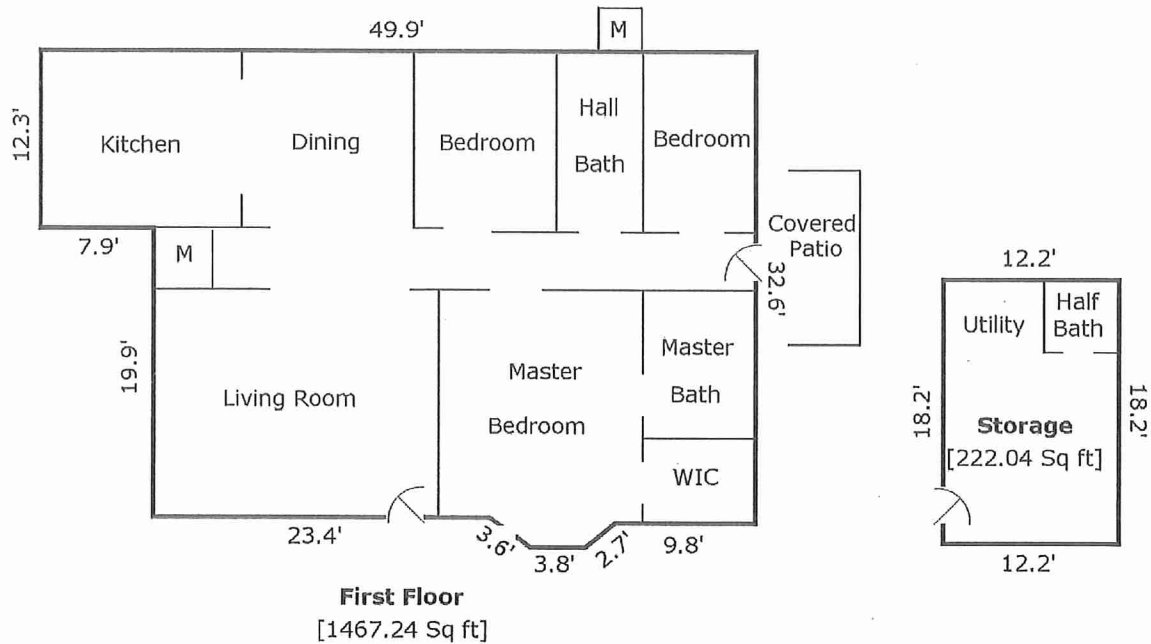 49.9'
M
12.3'
Kitchen
Dining
Bedroom
Hall
Bath
Bedroom
7.9'
M
Covered
Patio
32.6'
19.9'
Living Room
Master
Bedroom
Master
Bath
WIC
23.4'
3.6'
3.8'
2.7'
9.8'
First Floor
[1467.24 Sq ft]
12.2'
Utility
Half
Bath
18.2'
18.2'
Storage
[222.04 Sq ft]
12.2'